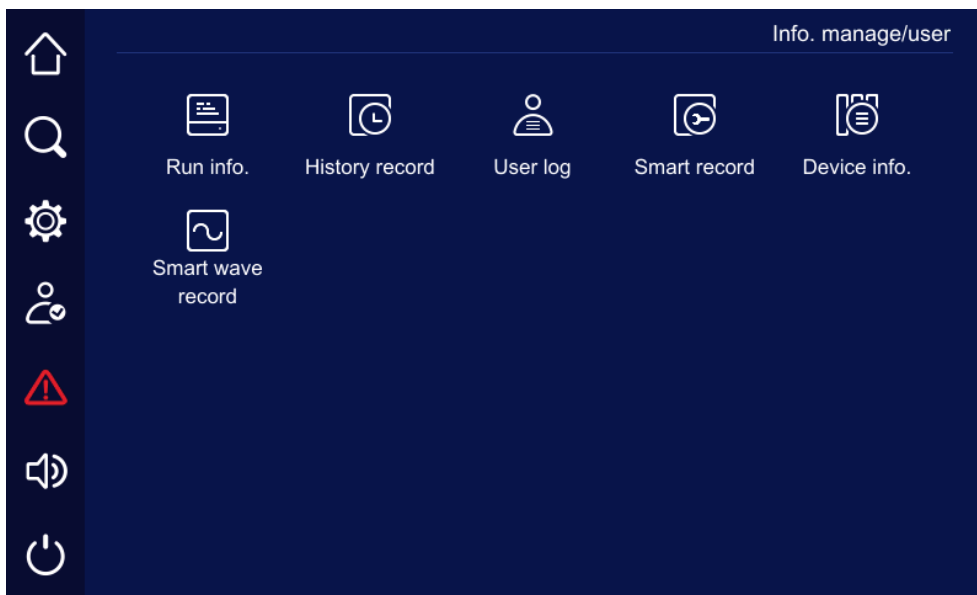 Info. manage/user
Run info.
History record
User log
Smart record
Device info.
Smart wave
record